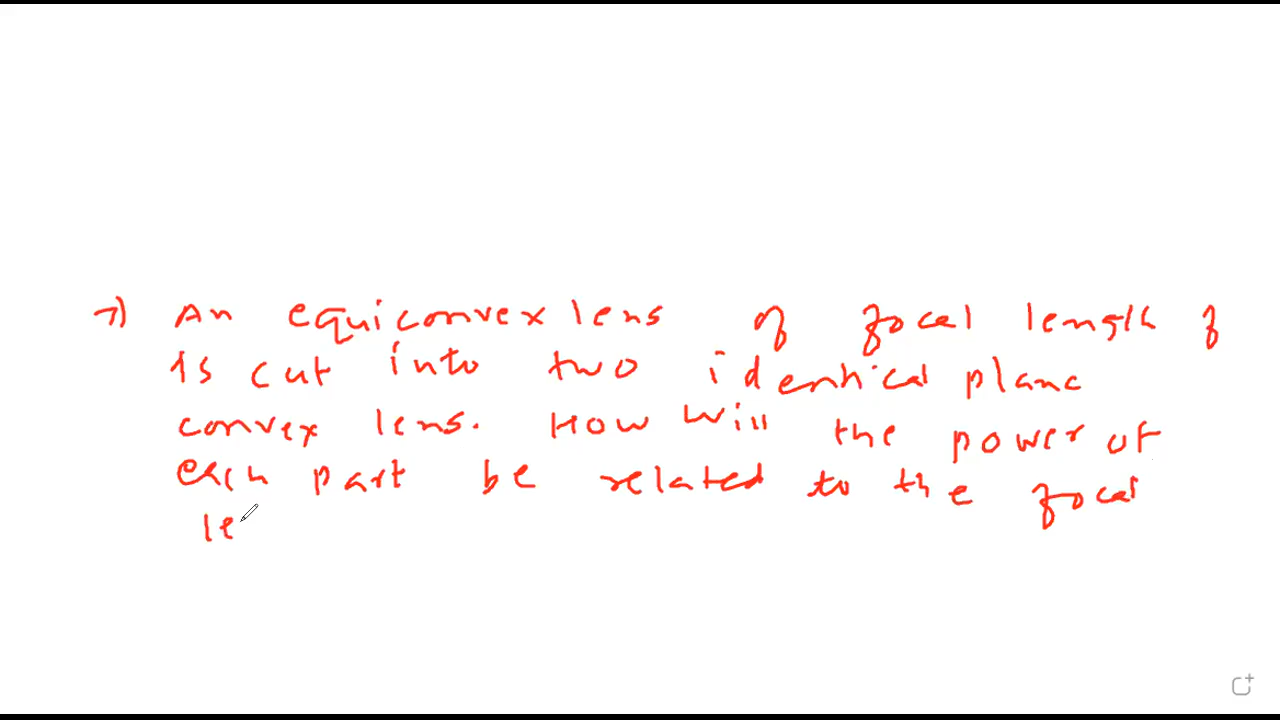 →) An equiconvex lens of focal length f
is cut into two identical plane
convex lens. How will the power of
each part be related to the focal
le